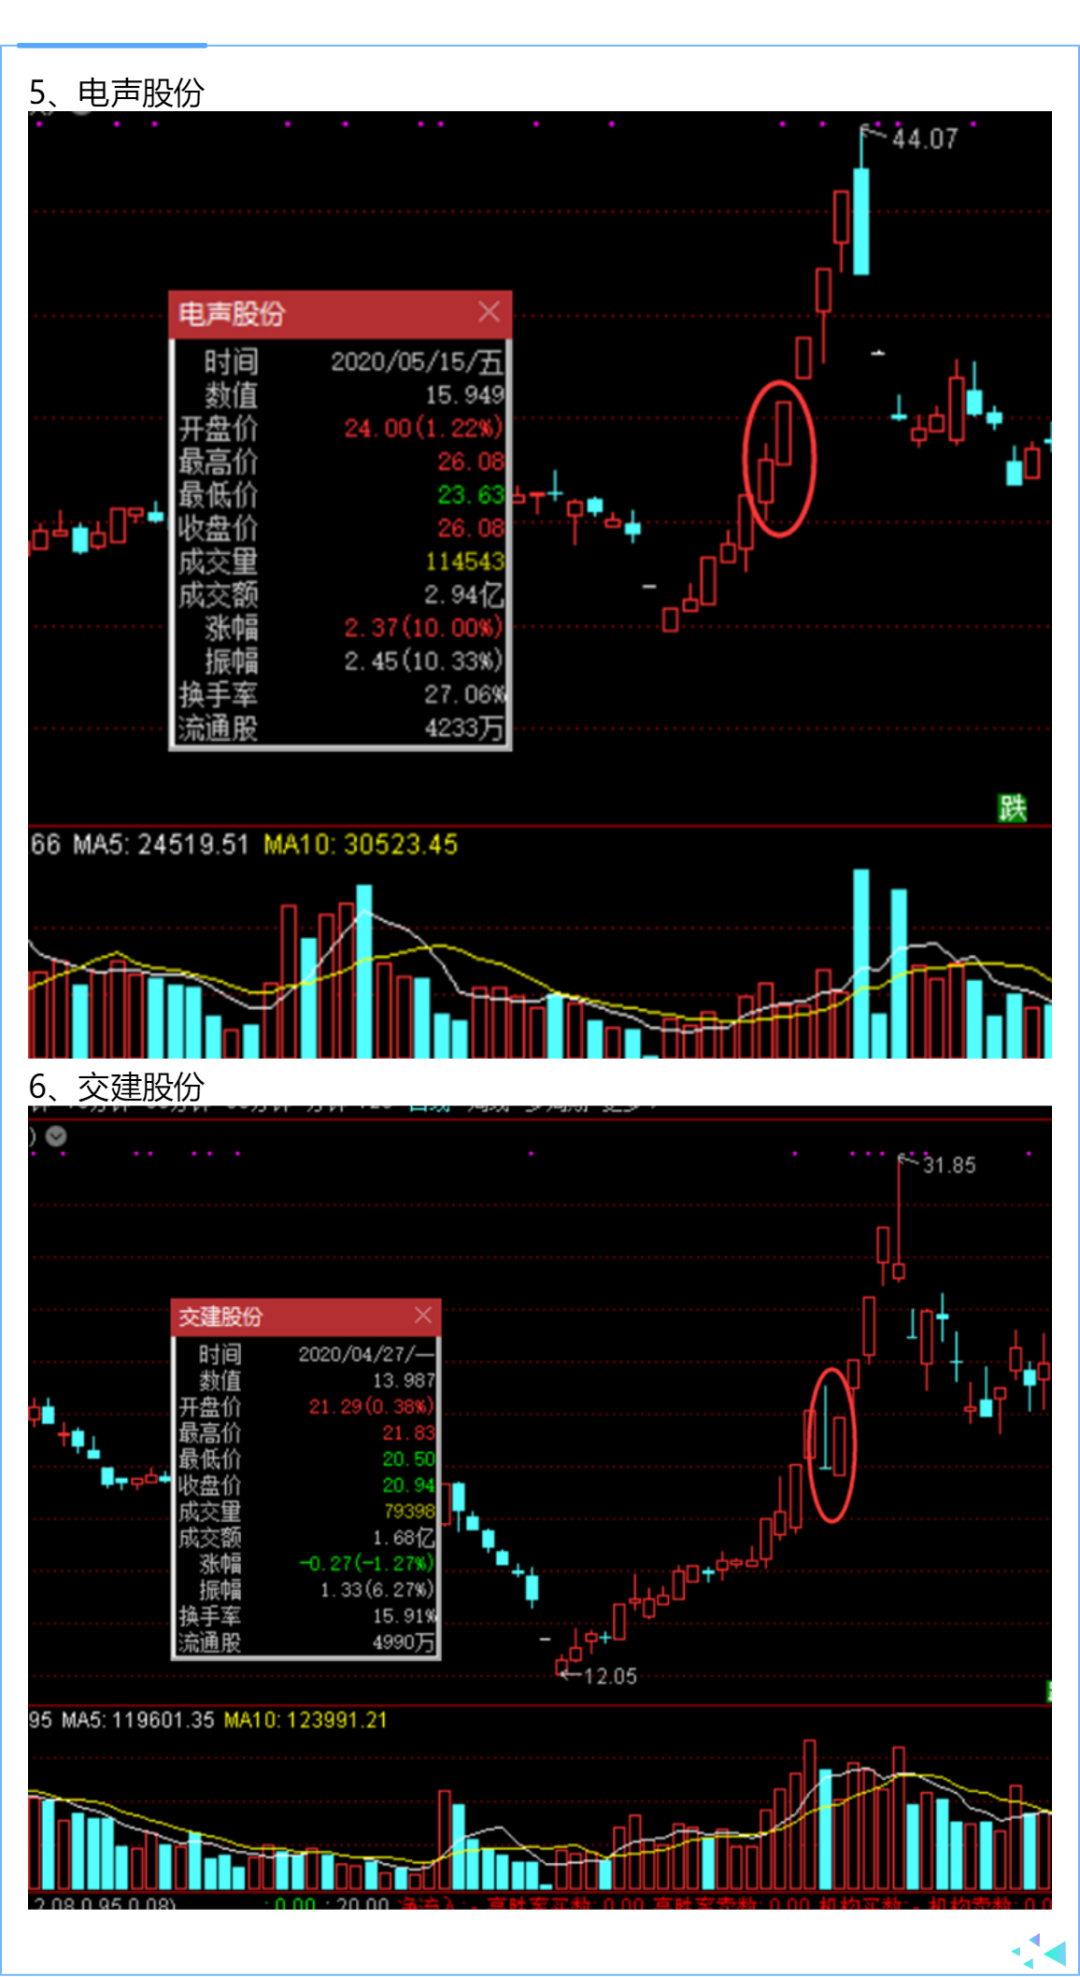 5、电声股份
44.07
电声股份
时间 2020/05/15/五
数值 15.949
开盘价 24.00(1.22%)
最高价 26.08
最低价 23.63
收盘价 26.08
成交量 114543
成交额 2.94亿
涨幅 2.37(10.00%)
振幅 2.45(10.33%)
换手率 27.06%
流通股 4233万
跌
66 MA5: 24519.51 MA10: 30523.45
6、交建股份
31.85
交建股份
时间 2020/04/27/一
数值 13.987
开盘价 21.29(0.38%)
最高价 21.83
最低价 20.50
收盘价 20.94
成交量 79398
成交额 1.68亿
涨幅 -0.27(-1.27%)
振幅 1.33(6.27%)
换手率 15.91%
流通股 4990万
12.05
95 MA5: 119601.35 MA10: 123991.21